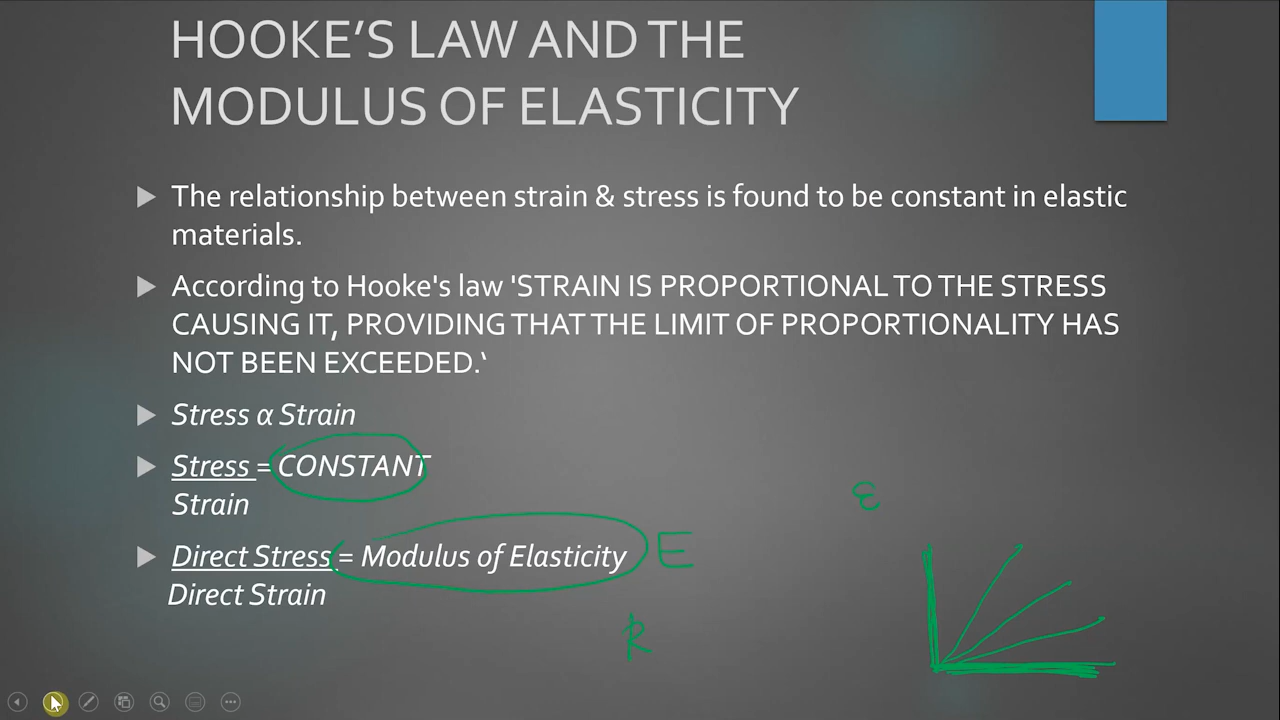 HOOKE’S LAW AND THE
MODULUS OF ELASTICITY
The relationship between strain & stress is found to be constant in elastic
materials.
According to Hooke's law 'STRAIN IS PROPORTIONAL TO THE STRESS
CAUSING IT, PROVIDING THAT THE LIMIT OF PROPORTIONALITY HAS
NOT BEEN EXCEEDED.‘
Stress α Strain
Stress = CONSTANT
Strain
ε
Direct Stress = Modulus of Elasticity E
Direct Strain